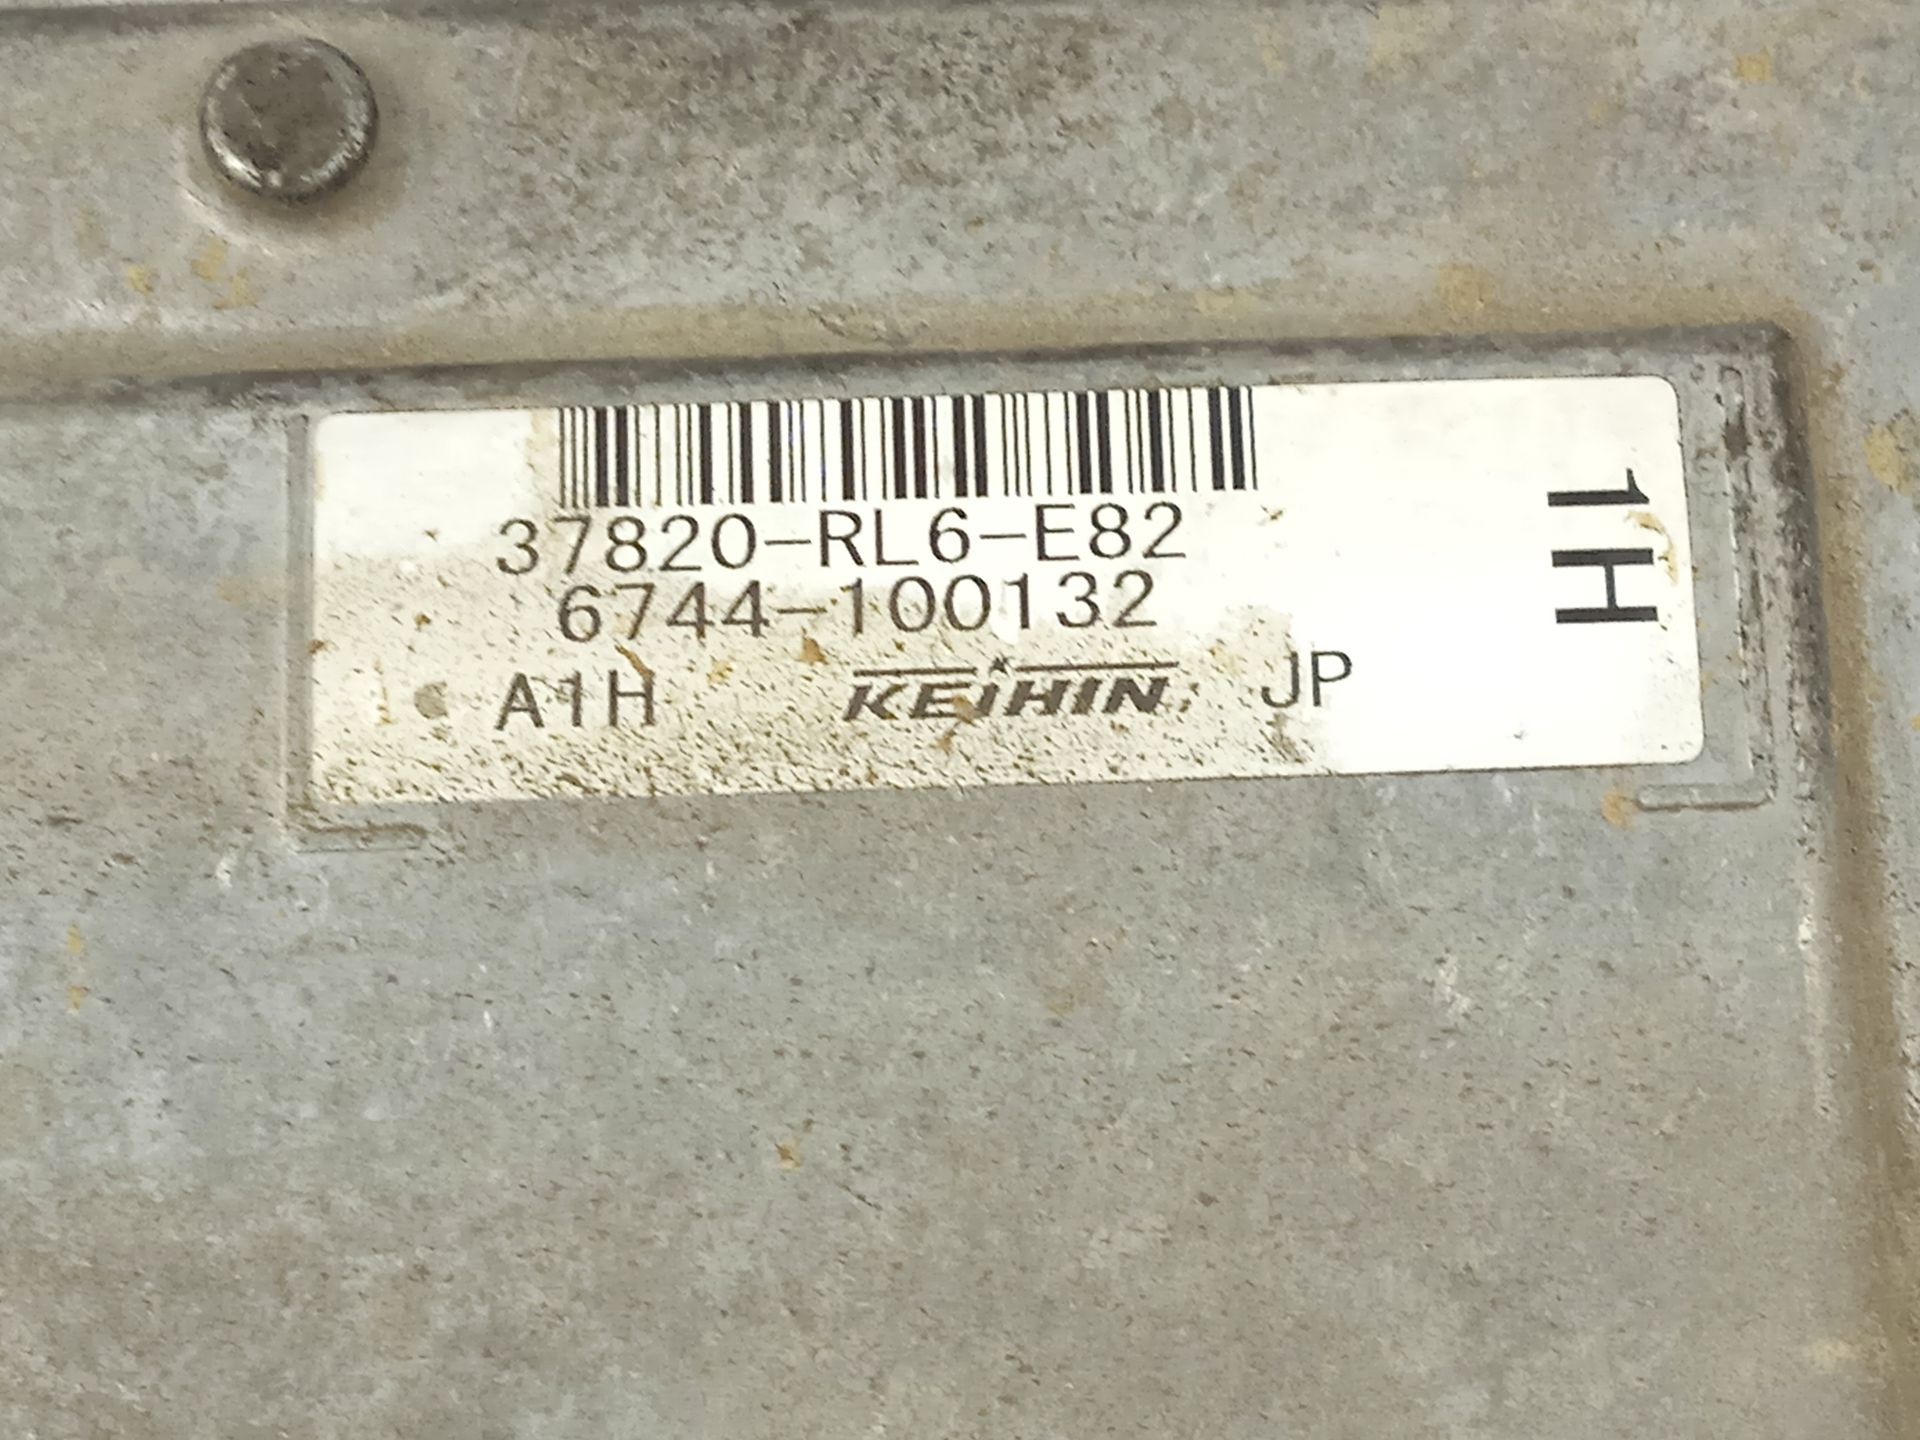 37820-RL6-E82
6744-100132
A1H KEIHIN JP
1H